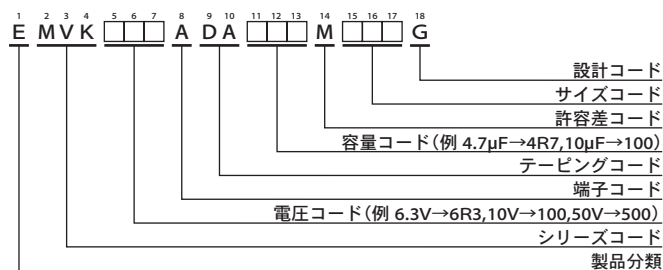 1 2 3 4 5 6 7 8 9 10 11 12 13 14 15 16 17 18
E MVK □□□ A DA □□□ M □□□ G
設計コード
サイズコード
許容差コード
容量コード(例 4.7μF→4R7,10μF→100)
テーピングコード
端子コード
電圧コード(例 6.3V→6R3,10V→100,50V→500)
シリーズコード
製品分類